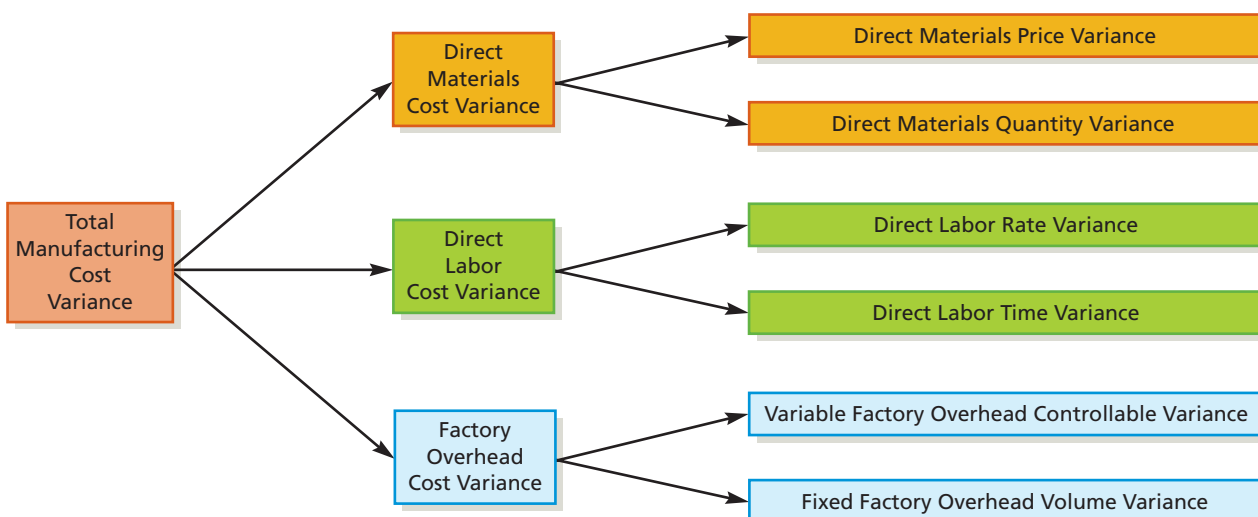 Total
Manufacturing
Cost
Variance
Direct
Materials
Cost Variance
Direct Materials Price Variance
Direct Materials Quantity Variance
Direct
Labor
Cost Variance
Direct Labor Rate Variance
Direct Labor Time Variance
Factory
Overhead
Cost Variance
Variable Factory Overhead Controllable Variance
Fixed Factory Overhead Volume Variance